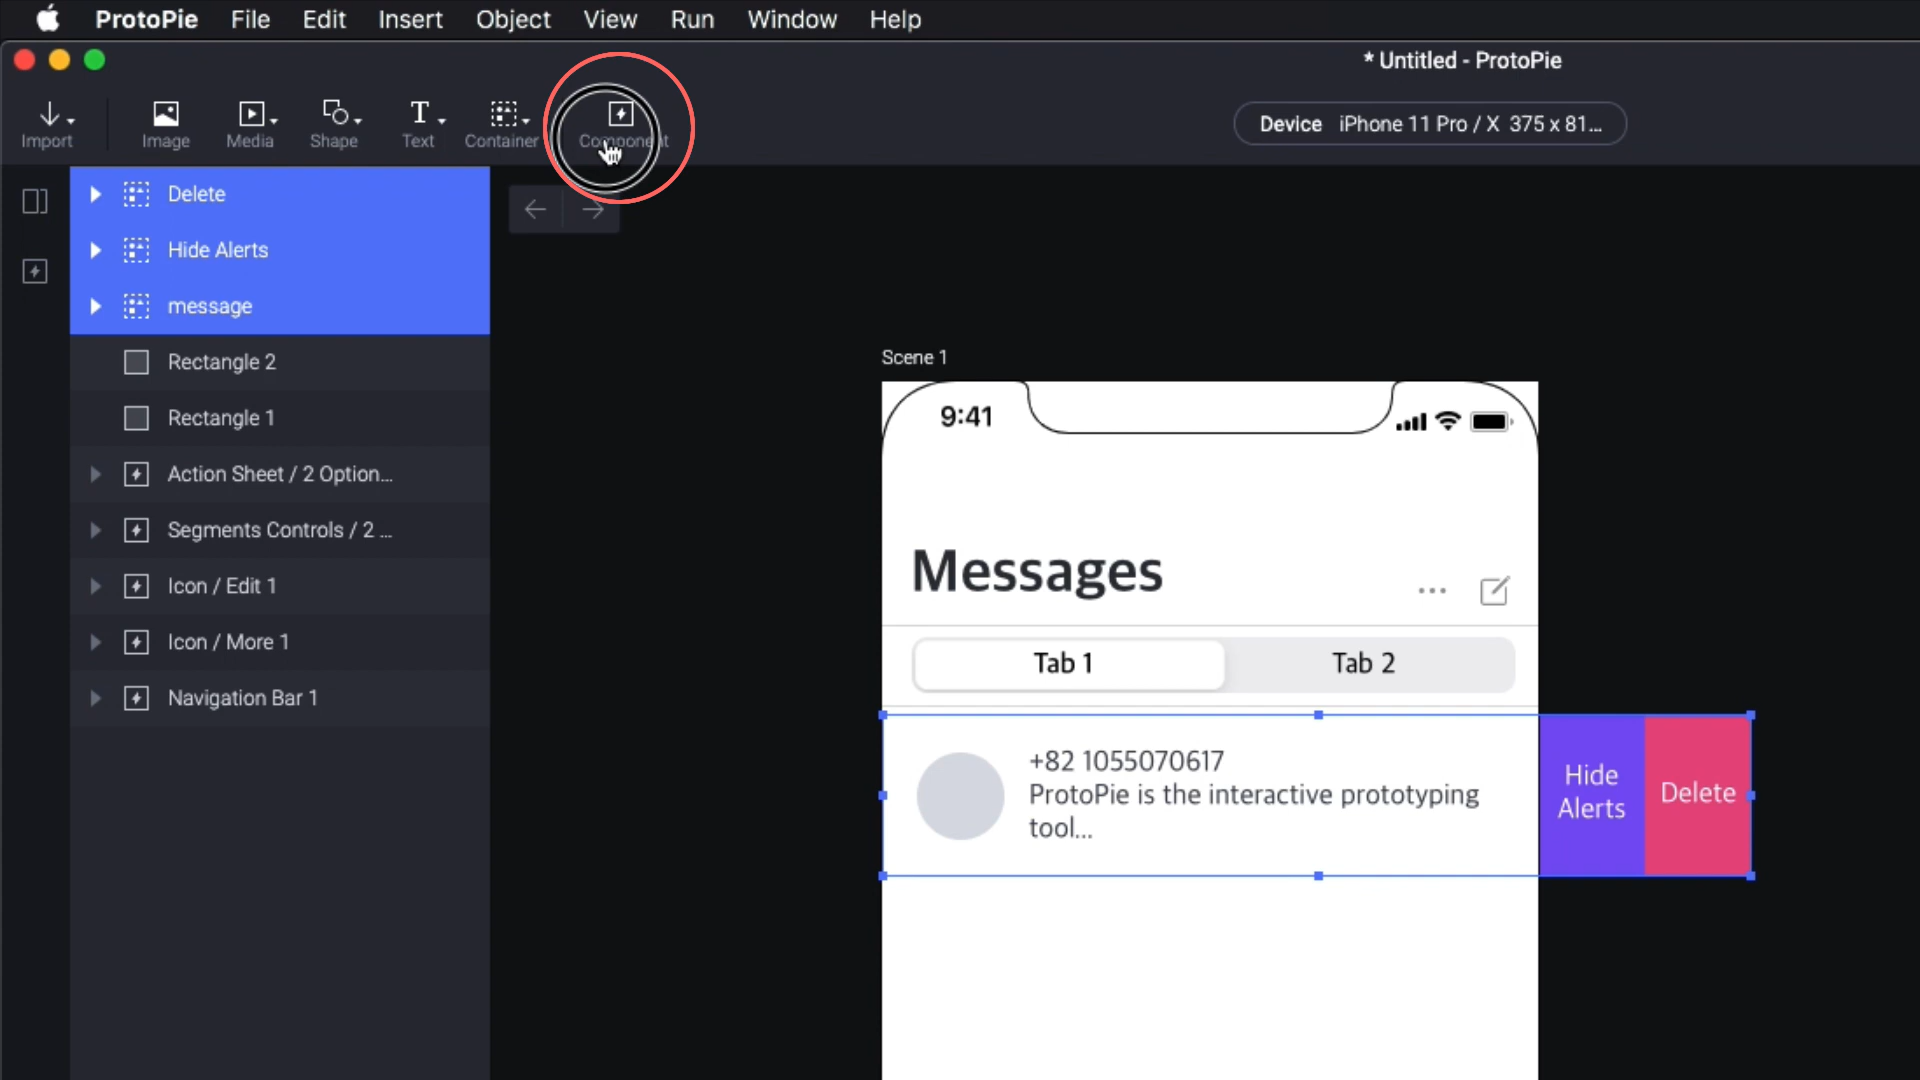 ProtoPie File Edit Insert Object View Run Window Help
* Untitled - ProtoPie
Import Image Media Shape Text Container Component
Device iPhone 11 Pro / X 375 x 81...
Delete
Hide Alerts
message
Rectangle 2
Rectangle 1
Action Sheet / 2 Option...
Segments Controls / 2 ...
Icon / Edit 1
Icon / More 1
Navigation Bar 1
Scene 1
9:41
Messages
Tab 1 Tab 2
+82 1055070617
ProtoPie is the interactive prototyping
tool...
Hide
Alerts
Delete